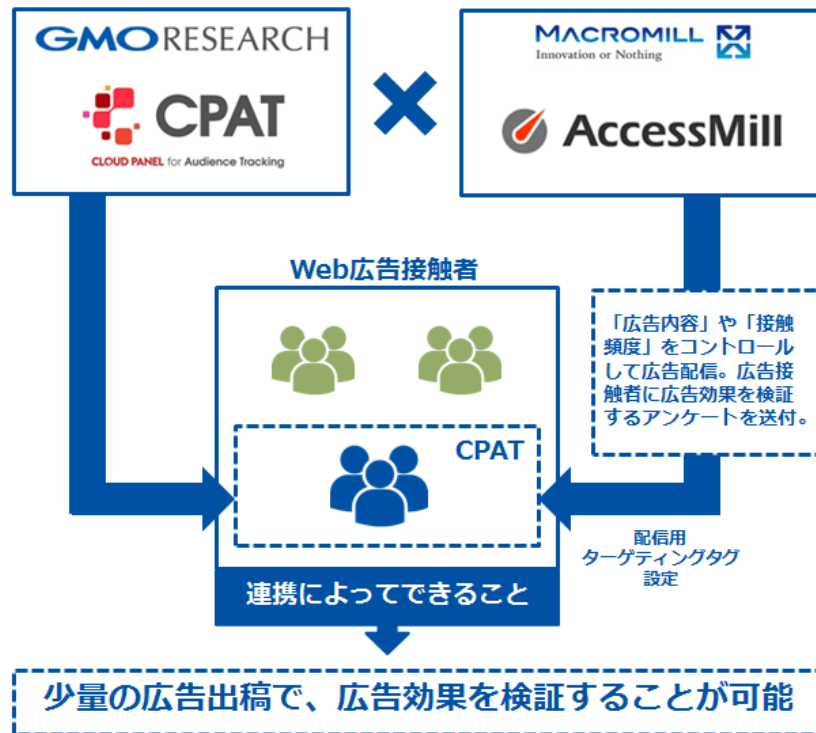 GMO RESEARCH
CPAT
CLOUD PANEL for Audience Tracking
MACROMILL
Innovation or Nothing
AccessMill
Web広告接触者
「広告内容」や「接触
頻度」をコントロール
して広告配信。広告接
触者に広告効果を検証
するアンケートを送付。
CPAT
配信用
ターゲティングタグ
設定
連携によってできること
少量の広告出稿で、広告効果を検証することが可能